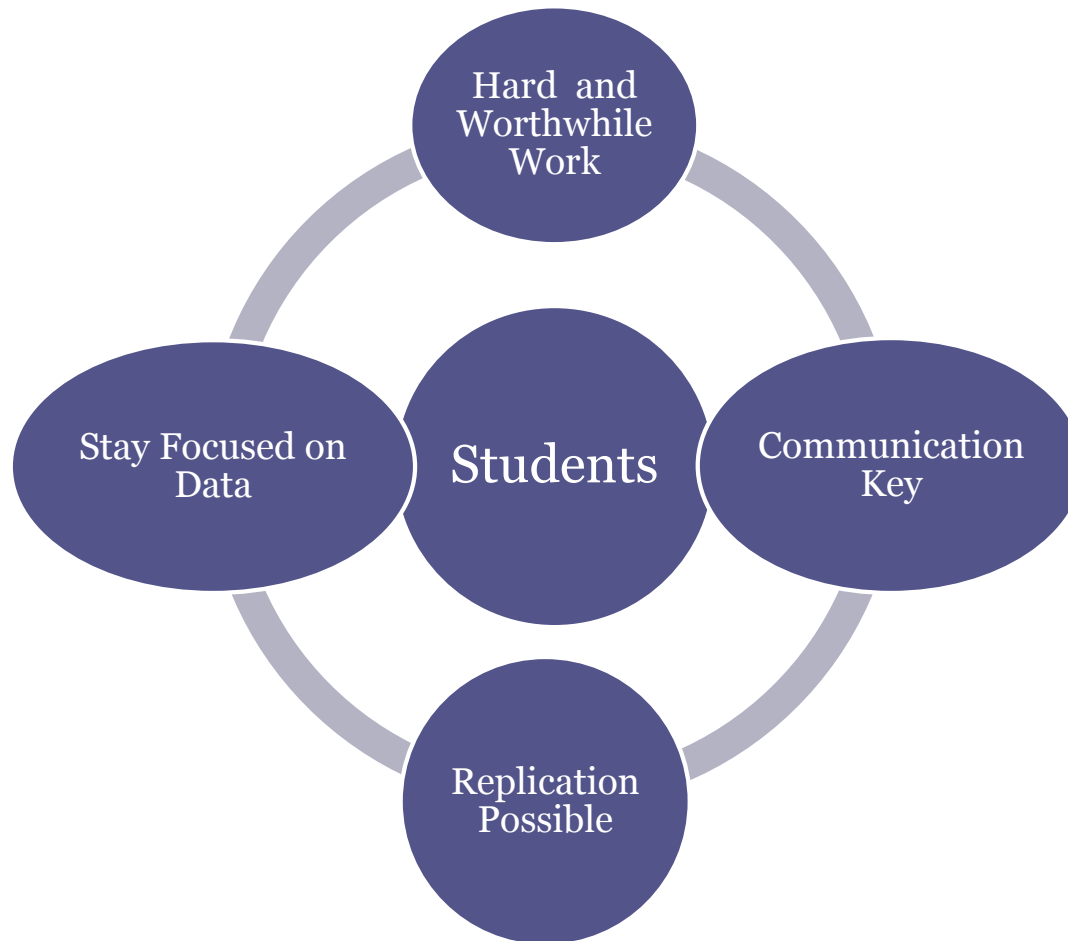 Hard and
Worthwhile
Work
Stay Focused on
Data
Students
Communication
Key
Replication
Possible